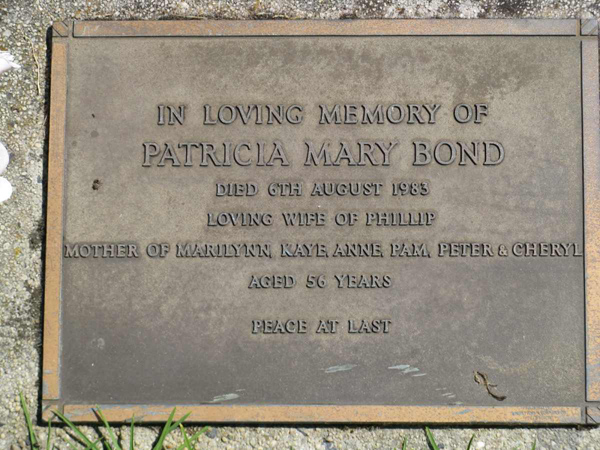 IN LOVING MEMORY OF
PATRICIA MARY BOND
DIED 6TH AUGUST 1983
LOVING WIFE OF PHILLIP
MOTHER OF MARILYNN, KAYE, ANNE, PAM, PETER & CHERYL
AGED 56 YEARS
PEACE AT LAST